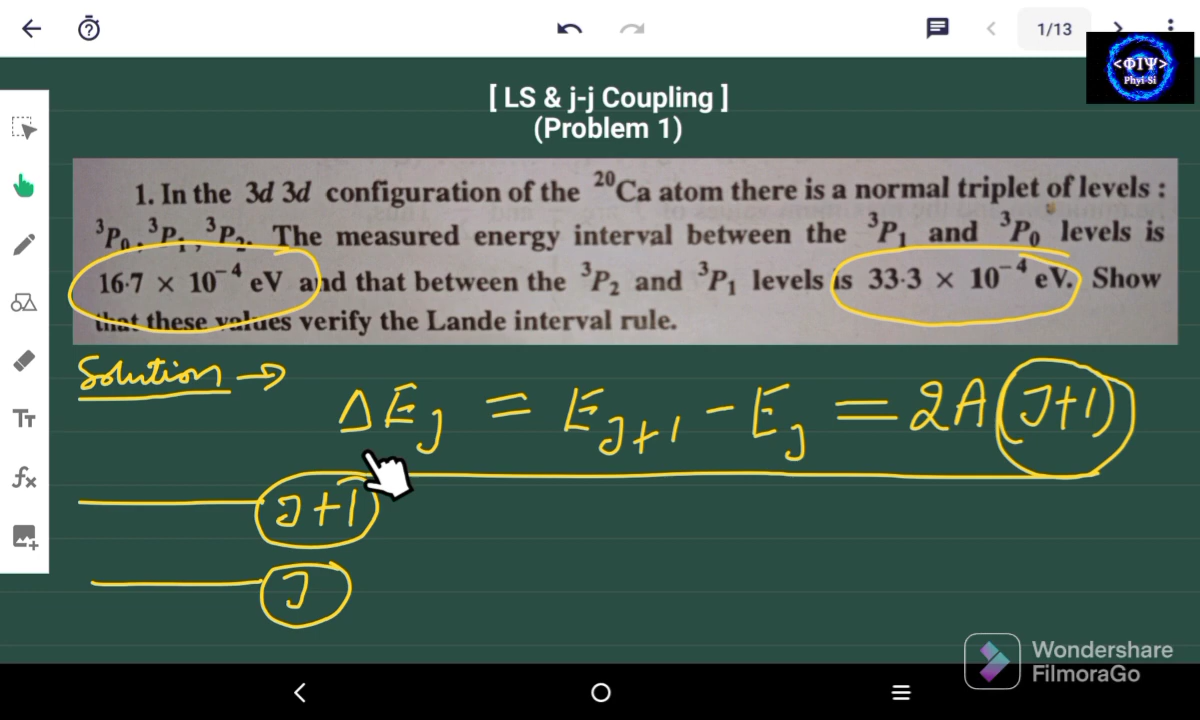 1/13
<ΦIΨ>
Phyi Si
[ LS & j-j Coupling ]
(Problem 1)
1. In the 3d 3d configuration of the ²⁰Ca atom there is a normal triplet of levels :
³P₀, ³P₁, ³P₂. The measured energy interval between the ³P₁ and ³P₀ levels is
16·7 × 10⁻⁴ eV and that between the ³P₂ and ³P₁ levels is 33·3 × 10⁻⁴ eV. Show
that these values verify the Lande interval rule.
Solution →
ΔE_J = E_J+1 − E_J = 2A(J+1)
J+1
J
Tт
fx
Wondershare
FilmoraGo